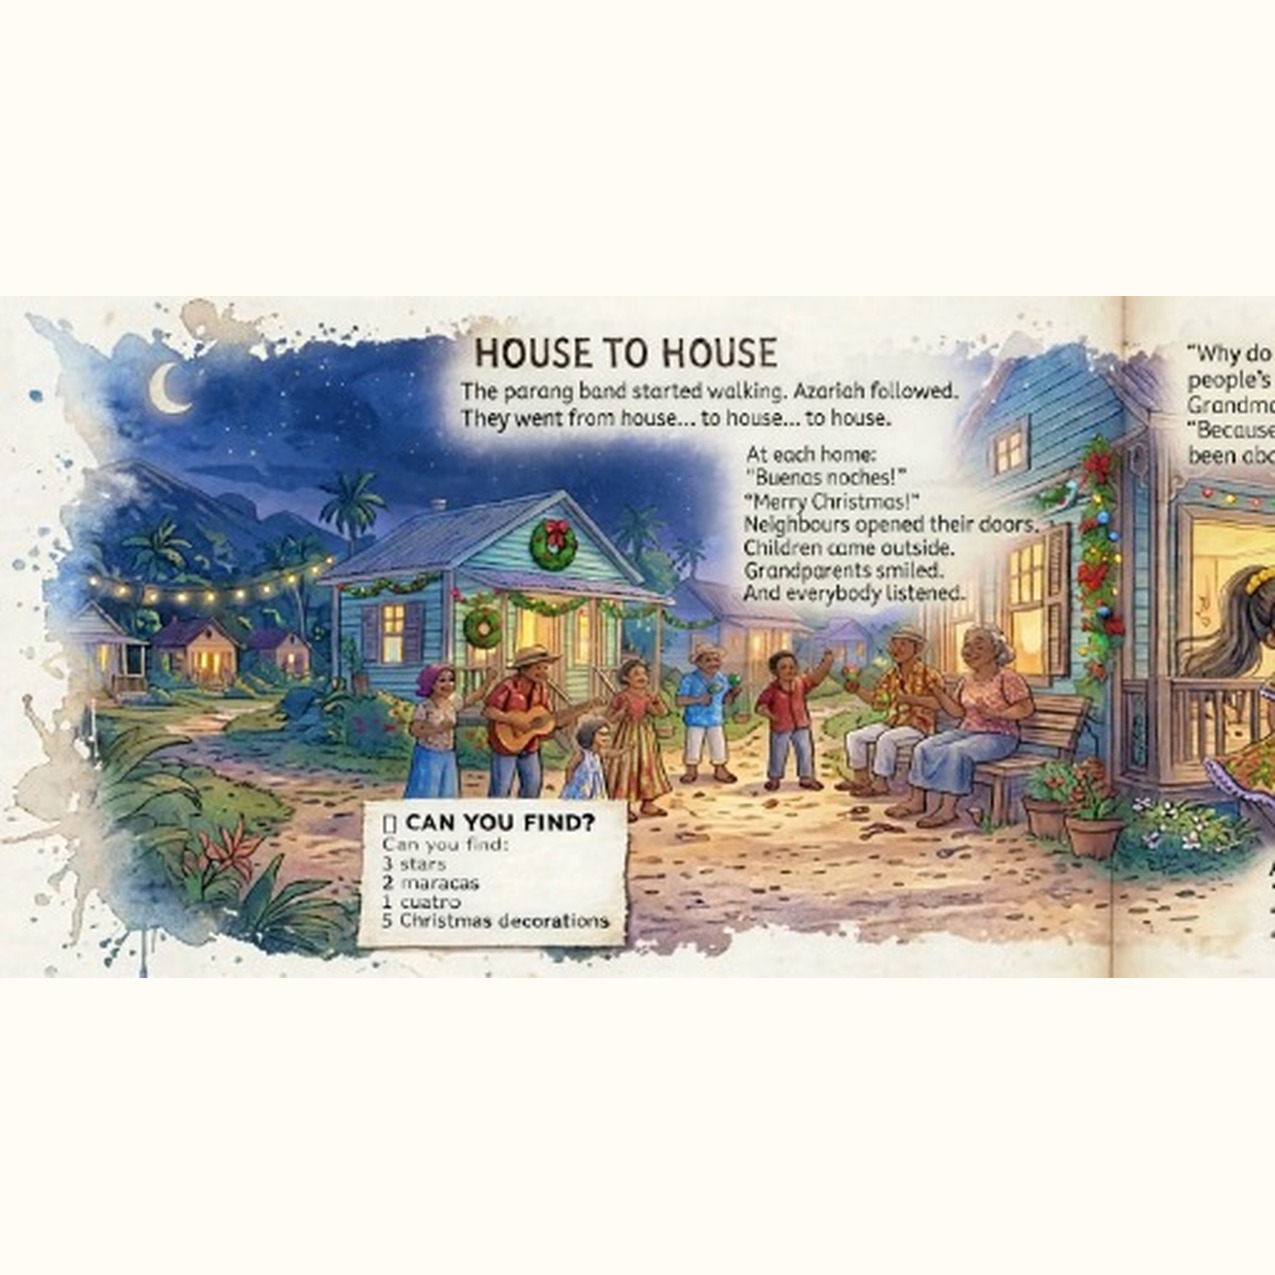 HOUSE TO HOUSE
The parang band started walking. Azariah followed.
They went from house... to house... to house.
At each home:
"Buenas noches!"
"Merry Christmas!"
Neighbours opened their doors.
Children came outside.
Grandparents smiled.
And everybody listened.
CAN YOU FIND?
Can you find:
3 stars
2 maracas
1 cuatro
5 Christmas decorations
"Why do
people's
"Because
been